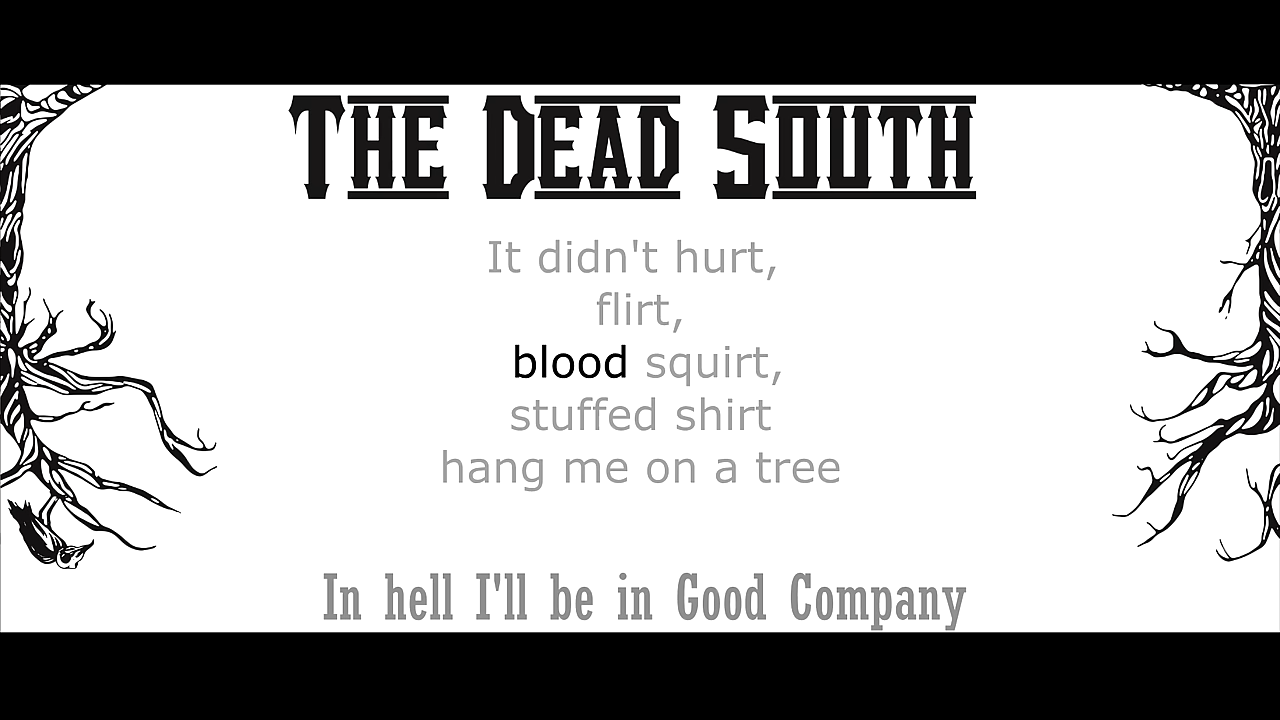 The Dead South
It didn't hurt,
flirt,
blood squirt,
stuffed shirt
hang me on a tree
In hell I'll be in Good Company